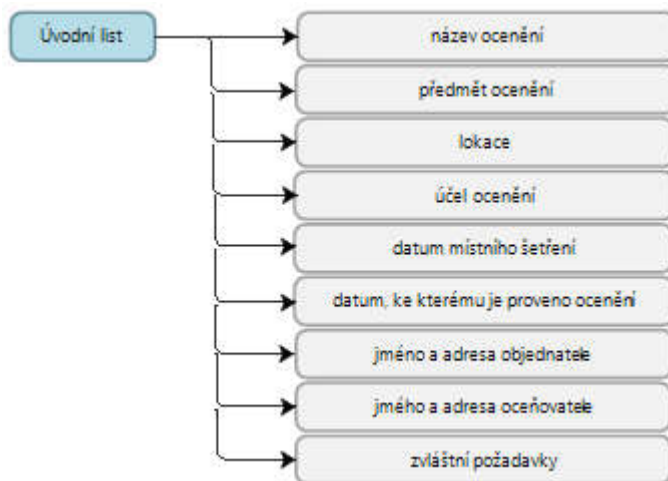 Úvodní list
název ocenění
předmět ocenění
lokace
účel ocenění
datum místního šetření
datum, ke kterému je proveno ocenění
jméno a adresa objednatele
jmého a adresa oceňovatele
zvláštní požadavky